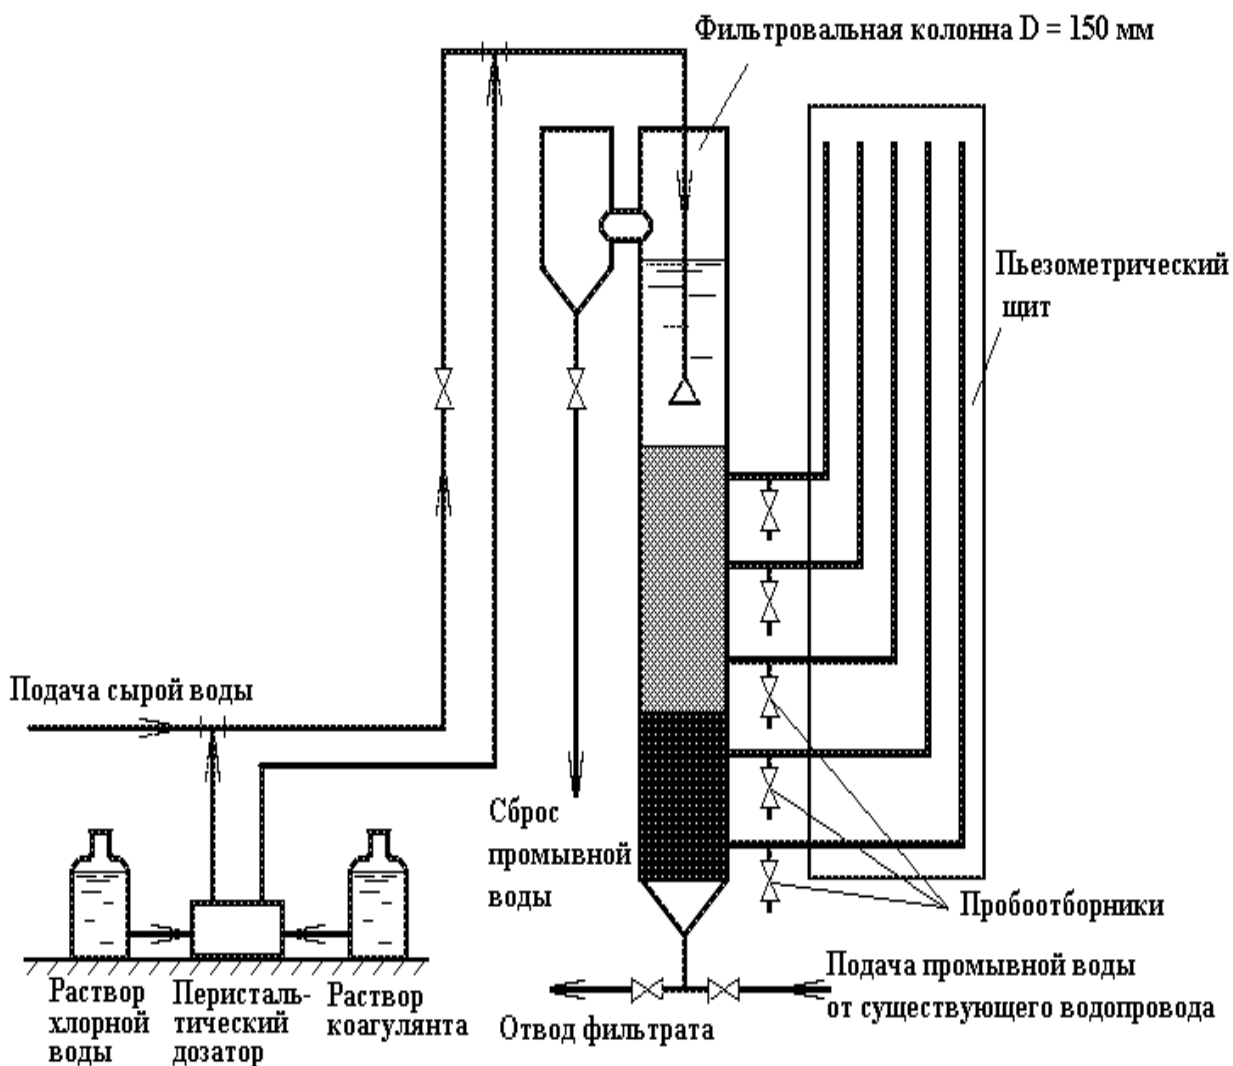 Фильтровальная колонна D = 150 мм
Пьезометрический
щит
Подача сырой воды
Сброс
промывной
воды
Пробоотборники
Подача промывной воды
от существующего водопровода
Отвод фильтрата
Раствор
хлорной
воды
Перисталь-
тический
дозатор
Раствор
коагулянта